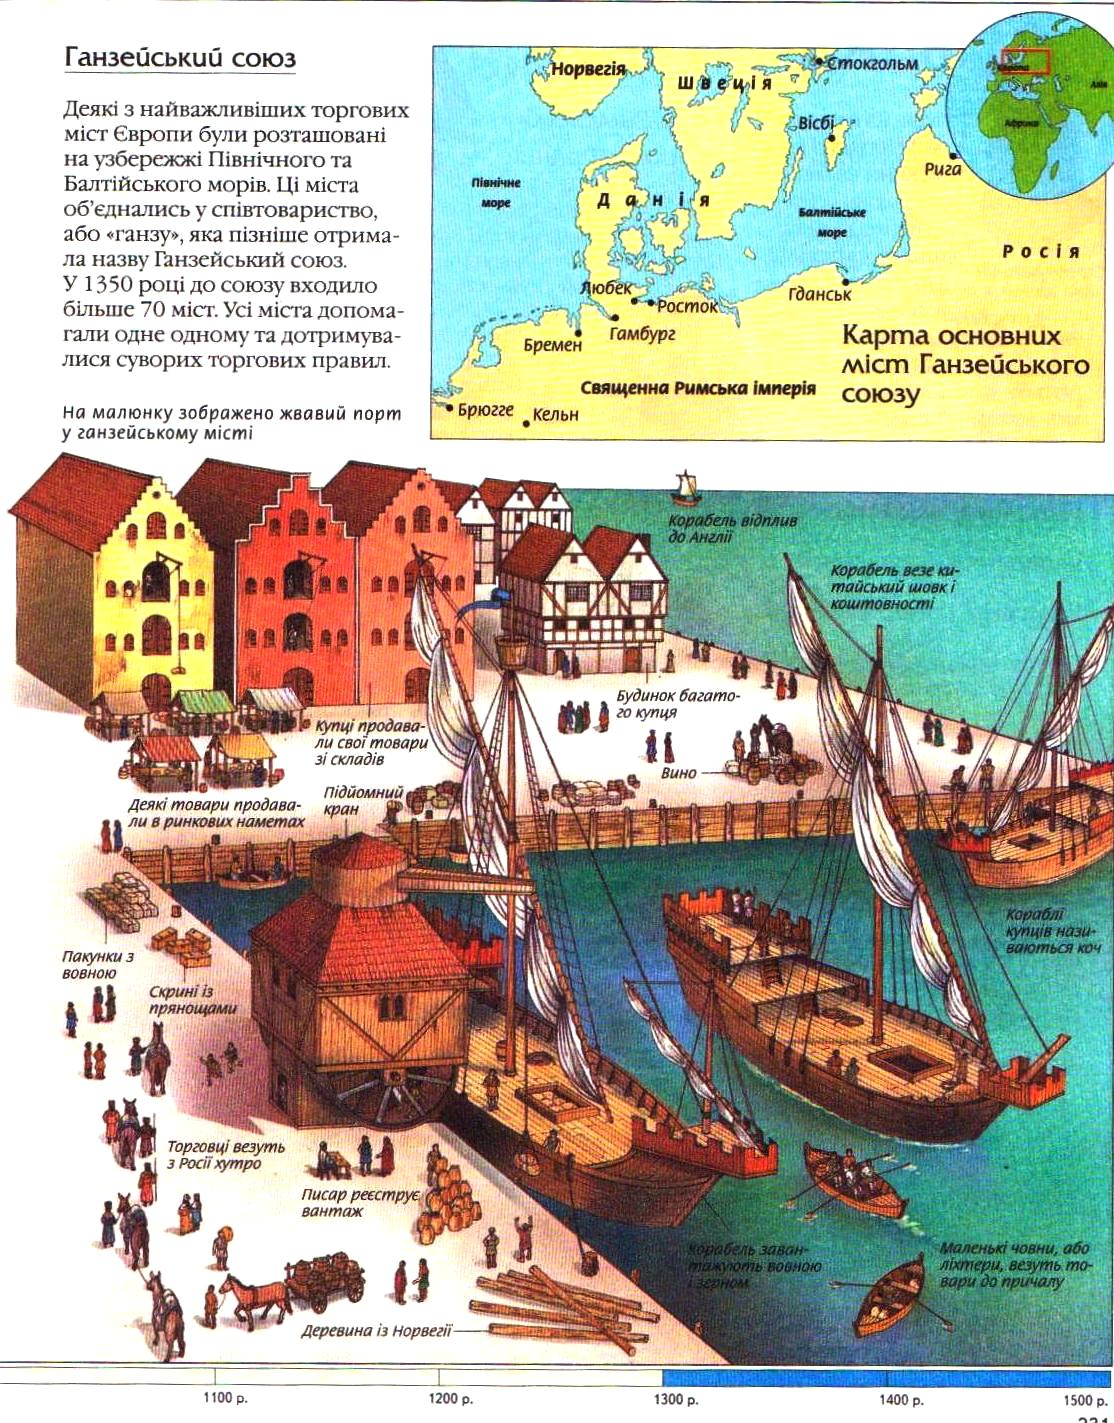 Ганзейський союз
Деякі з найважливіших торгових
міст Європи були розташовані
на узбережжі Північного та
Балтійського морів. Ці міста
об'єднались у співтовариство,
або «ганзу», яка пізніше отрима-
ла назву Ганзейський союз.
У 1350 році до союзу входило
більше 70 міст. Усі міста допома-
гали одне одному та дотримува-
лися суворих торгових правил.
На малюнку зображено жвавий порт
у ганзейському місті
Норвегія
Швеція
Стокгольм
Вісбі
Рига
Північне
море
Данія
Балтійське
море
Росія
Любек
Росток
Гданськ
Гамбург
Бремен
Карта основних
міст Ганзейського
союзу
Священна Римська імперія
Брюгге
Кельн
Європа
Азія
Африка
Корабель відплив
до Англії
Корабель везе ки-
тайський шовк і
коштовності
Будинок багато-
го купця
Купці продава-
ли свої товари
зі складів
Вино
Підйомний
кран
Деякі товари продава-
ли в ринкових наметах
Кораблі
купців нази-
ваються коч
Пакунки з
вовною
Скрині із
прянощами
Торговці везуть
з Росії хутро
Писар реєструє
вантаж
Корабель заван-
тажують вовною
і зерном
Маленькі човни, або
ліхтери, везуть то-
вари до причалу
Деревина із Норвегії
1100 р.
1200 р.
1300 р.
1400 р.
1500 р.